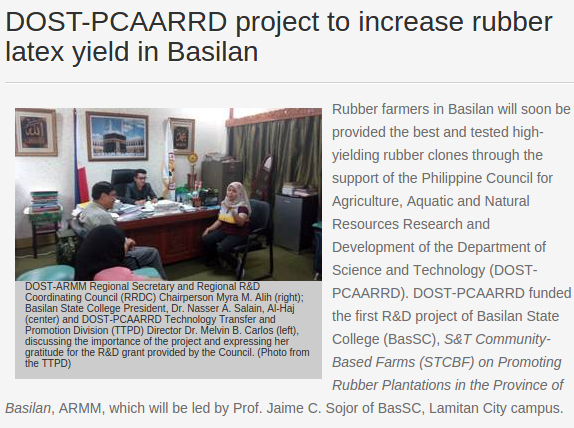 DOST-PCAARRD project to increase rubber
latex yield in Basilan
Rubber farmers in Basilan will soon be
provided the best and tested high-
yielding rubber clones through the
support of the Philippine Council for
Agriculture, Aquatic and Natural
Resources Research and
Development of the Department of
Science and Technology (DOST-
PCAARRD). DOST-PCAARRD funded
the first R&D project of Basilan State
College (BasSC), S&T Community-
Based Farms (STCBF) on Promoting
Rubber Plantations in the Province of
Basilan, ARMM, which will be led by Prof. Jaime C. Sojor of BasSC, Lamitan City campus.
DOST-ARMM Regional Secretary and Regional R&D
Coordinating Council (RRDC) Chairperson Myra M. Alih (right);
Basilan State College President, Dr. Nasser A. Salain, Al-Haj
(center) and DOST-PCAARRD Technology Transfer and
Promotion Division (TTPD) Director Dr. Melvin B. Carlos (left),
discussing the importance of the project and expressing her
gratitude for the R&D grant provided by the Council. (Photo from
the TTPD)